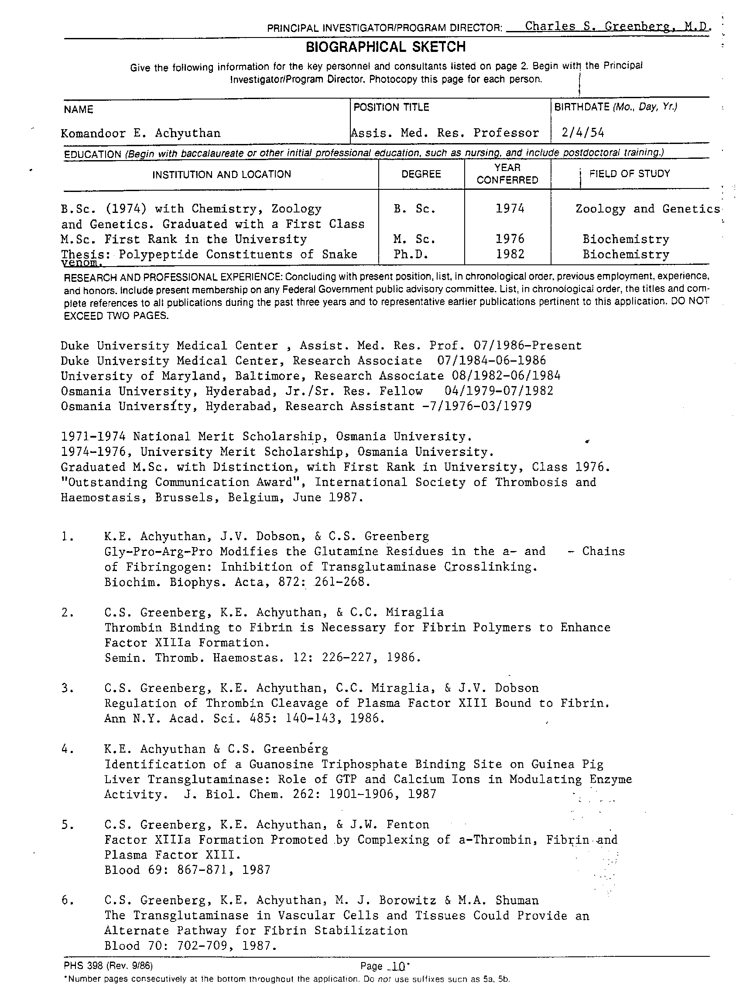 PRINCIPAL INVESTIGATOR/PROGRAM DIRECTOR: Charles S. Greenberg, M.D.
BIOGRAPHICAL SKETCH
Give the following information for the key personnel and consultants listed on page 2. Begin with the Principal
Investigator/Program Director. Photocopy this page for each person.
NAME POSITION TITLE BIRTHDATE (Mo., Day, Yr.)
Komandoor E. Achyuthan Assis. Med. Res. Professor 2/4/54
EDUCATION (Begin with baccalaureate or other initial professional education, such as nursing, and include postdoctoral training.)
INSTITUTION AND LOCATION DEGREE YEAR CONFERRED FIELD OF STUDY
B.Sc. (1974) with Chemistry, Zoology B. Sc. 1974 Zoology and Genetics
and Genetics. Graduated with a First Class
M.Sc. First Rank in the University M. Sc. 1976 Biochemistry
Thesis: Polypeptide Constituents of Snake Ph.D. 1982 Biochemistry
venom.
RESEARCH AND PROFESSIONAL EXPERIENCE: Concluding with present position, list, in chronological order, previous employment, experience,
and honors. Include present membership on any Federal Government public advisory committee. List, in chronological order, the titles and com-
plete references to all publications during the past three years and to representative earlier publications pertinent to this application. DO NOT
EXCEED TWO PAGES.
Duke University Medical Center , Assist. Med. Res. Prof. 07/1986-Present
Duke University Medical Center, Research Associate 07/1984-06-1986
University of Maryland, Baltimore, Research Associate 08/1982-06/1984
Osmania University, Hyderabad, Jr./Sr. Res. Fellow 04/1979-07/1982
Osmania University, Hyderabad, Research Assistant -7/1976-03/1979
1971-1974 National Merit Scholarship, Osmania University.
1974-1976, University Merit Scholarship, Osmania University.
Graduated M.Sc. with Distinction, with First Rank in University, Class 1976.
"Outstanding Communication Award", International Society of Thrombosis and
Haemostasis, Brussels, Belgium, June 1987.
1. K.E. Achyuthan, J.V. Dobson, & C.S. Greenberg
Gly-Pro-Arg-Pro Modifies the Glutamine Residues in the a- and - Chains
of Fibringogen: Inhibition of Transglutaminase Crosslinking.
Biochim. Biophys. Acta, 872: 261-268.
2. C.S. Greenberg, K.E. Achyuthan, & C.C. Miraglia
Thrombin Binding to Fibrin is Necessary for Fibrin Polymers to Enhance
Factor XIIIa Formation.
Semin. Thromb. Haemostas. 12: 226-227, 1986.
3. C.S. Greenberg, K.E. Achyuthan, C.C. Miraglia, & J.V. Dobson
Regulation of Thrombin Cleavage of Plasma Factor XIII Bound to Fibrin.
Ann N.Y. Acad. Sci. 485: 140-143, 1986.
4. K.E. Achyuthan & C.S. Greenberg
Identification of a Guanosine Triphosphate Binding Site on Guinea Pig
Liver Transglutaminase: Role of GTP and Calcium Ions in Modulating Enzyme
Activity. J. Biol. Chem. 262: 1901-1906, 1987
5. C.S. Greenberg, K.E. Achyuthan, & J.W. Fenton
Factor XIIIa Formation Promoted by Complexing of a-Thrombin, Fibrin and
Plasma Factor XIII.
Blood 69: 867-871, 1987
6. C.S. Greenberg, K.E. Achyuthan, M. J. Borowitz & M.A. Shuman
The Transglutaminase in Vascular Cells and Tissues Could Provide an
Alternate Pathway for Fibrin Stabilization
Blood 70: 702-709, 1987.
PHS 398 (Rev. 9/86) Page 10*
*Number pages consecutively at the bottom throughout the application. Do not use suffixes such as 5a, 5b.